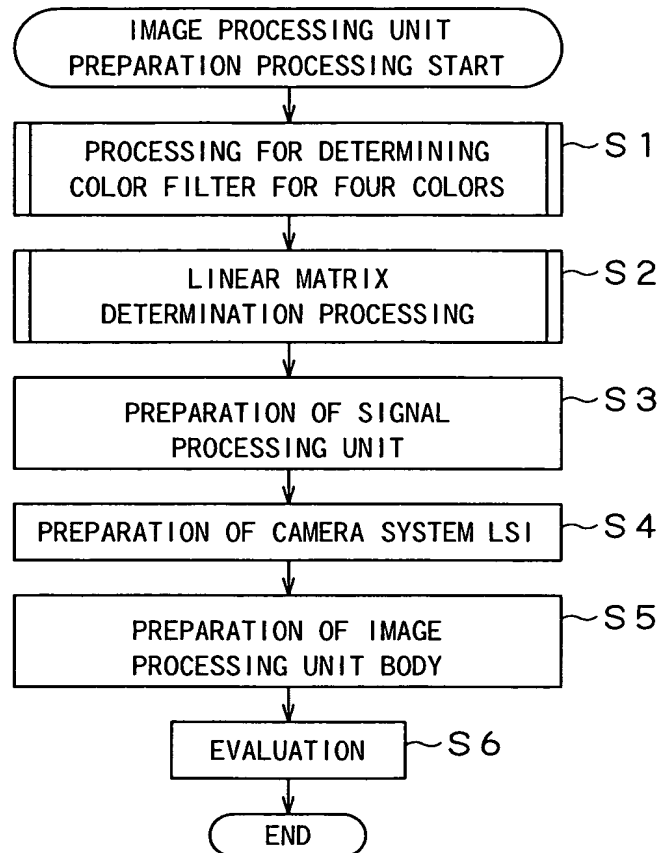 IMAGE PROCESSING UNIT
PREPARATION PROCESSING START
PROCESSING FOR DETERMINING
COLOR FILTER FOR FOUR COLORS
S1
LINEAR MATRIX
DETERMINATION PROCESSING
S2
PREPARATION OF SIGNAL
PROCESSING UNIT
S3
PREPARATION OF CAMERA SYSTEM LSI
S4
PREPARATION OF IMAGE
PROCESSING UNIT BODY
S5
EVALUATION
S6
END